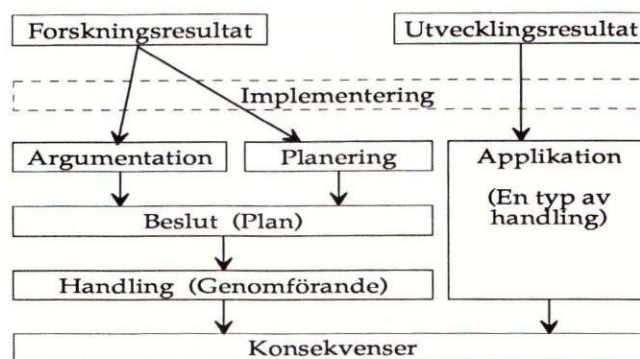 Forskningsresultat
Utvecklingsresultat
Implementering
Argumentation
Planering
Applikation
(En typ av
handling)
Beslut (Plan)
Handling (Genomförande)
Konsekvenser